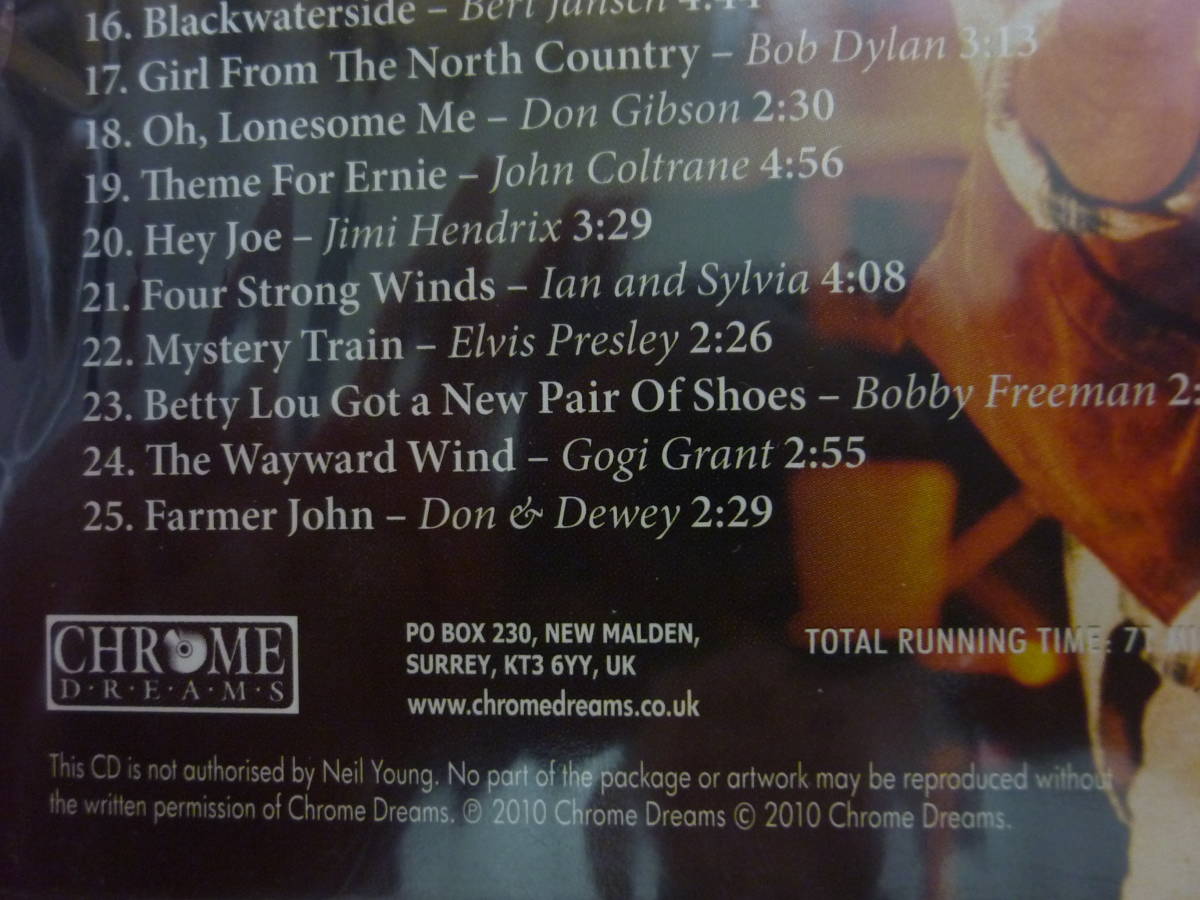 16. Blackwaterside – Bert Jansch 4:44
17. Girl From The North Country – Bob Dylan 3:13
18. Oh, Lonesome Me – Don Gibson 2:30
19. Theme For Ernie – John Coltrane 4:56
20. Hey Joe – Jimi Hendrix 3:29
21. Four Strong Winds – Ian and Sylvia 4:08
22. Mystery Train – Elvis Presley 2:26
23. Betty Lou Got a New Pair Of Shoes – Bobby Freeman 2:
24. The Wayward Wind – Gogi Grant 2:55
25. Farmer John – Don & Dewey 2:29
CHROME
D·R·E·A·M·S
PO BOX 230, NEW MALDEN,
SURREY, KT3 6YY, UK
www.chromedreams.co.uk
TOTAL RUNNING TIME:
This CD is not authorised by Neil Young. No part of the package or artwork may be reproduced without
the written permission of Chrome Dreams. ℗ 2010 Chrome Dreams © 2010 Chrome Dreams.